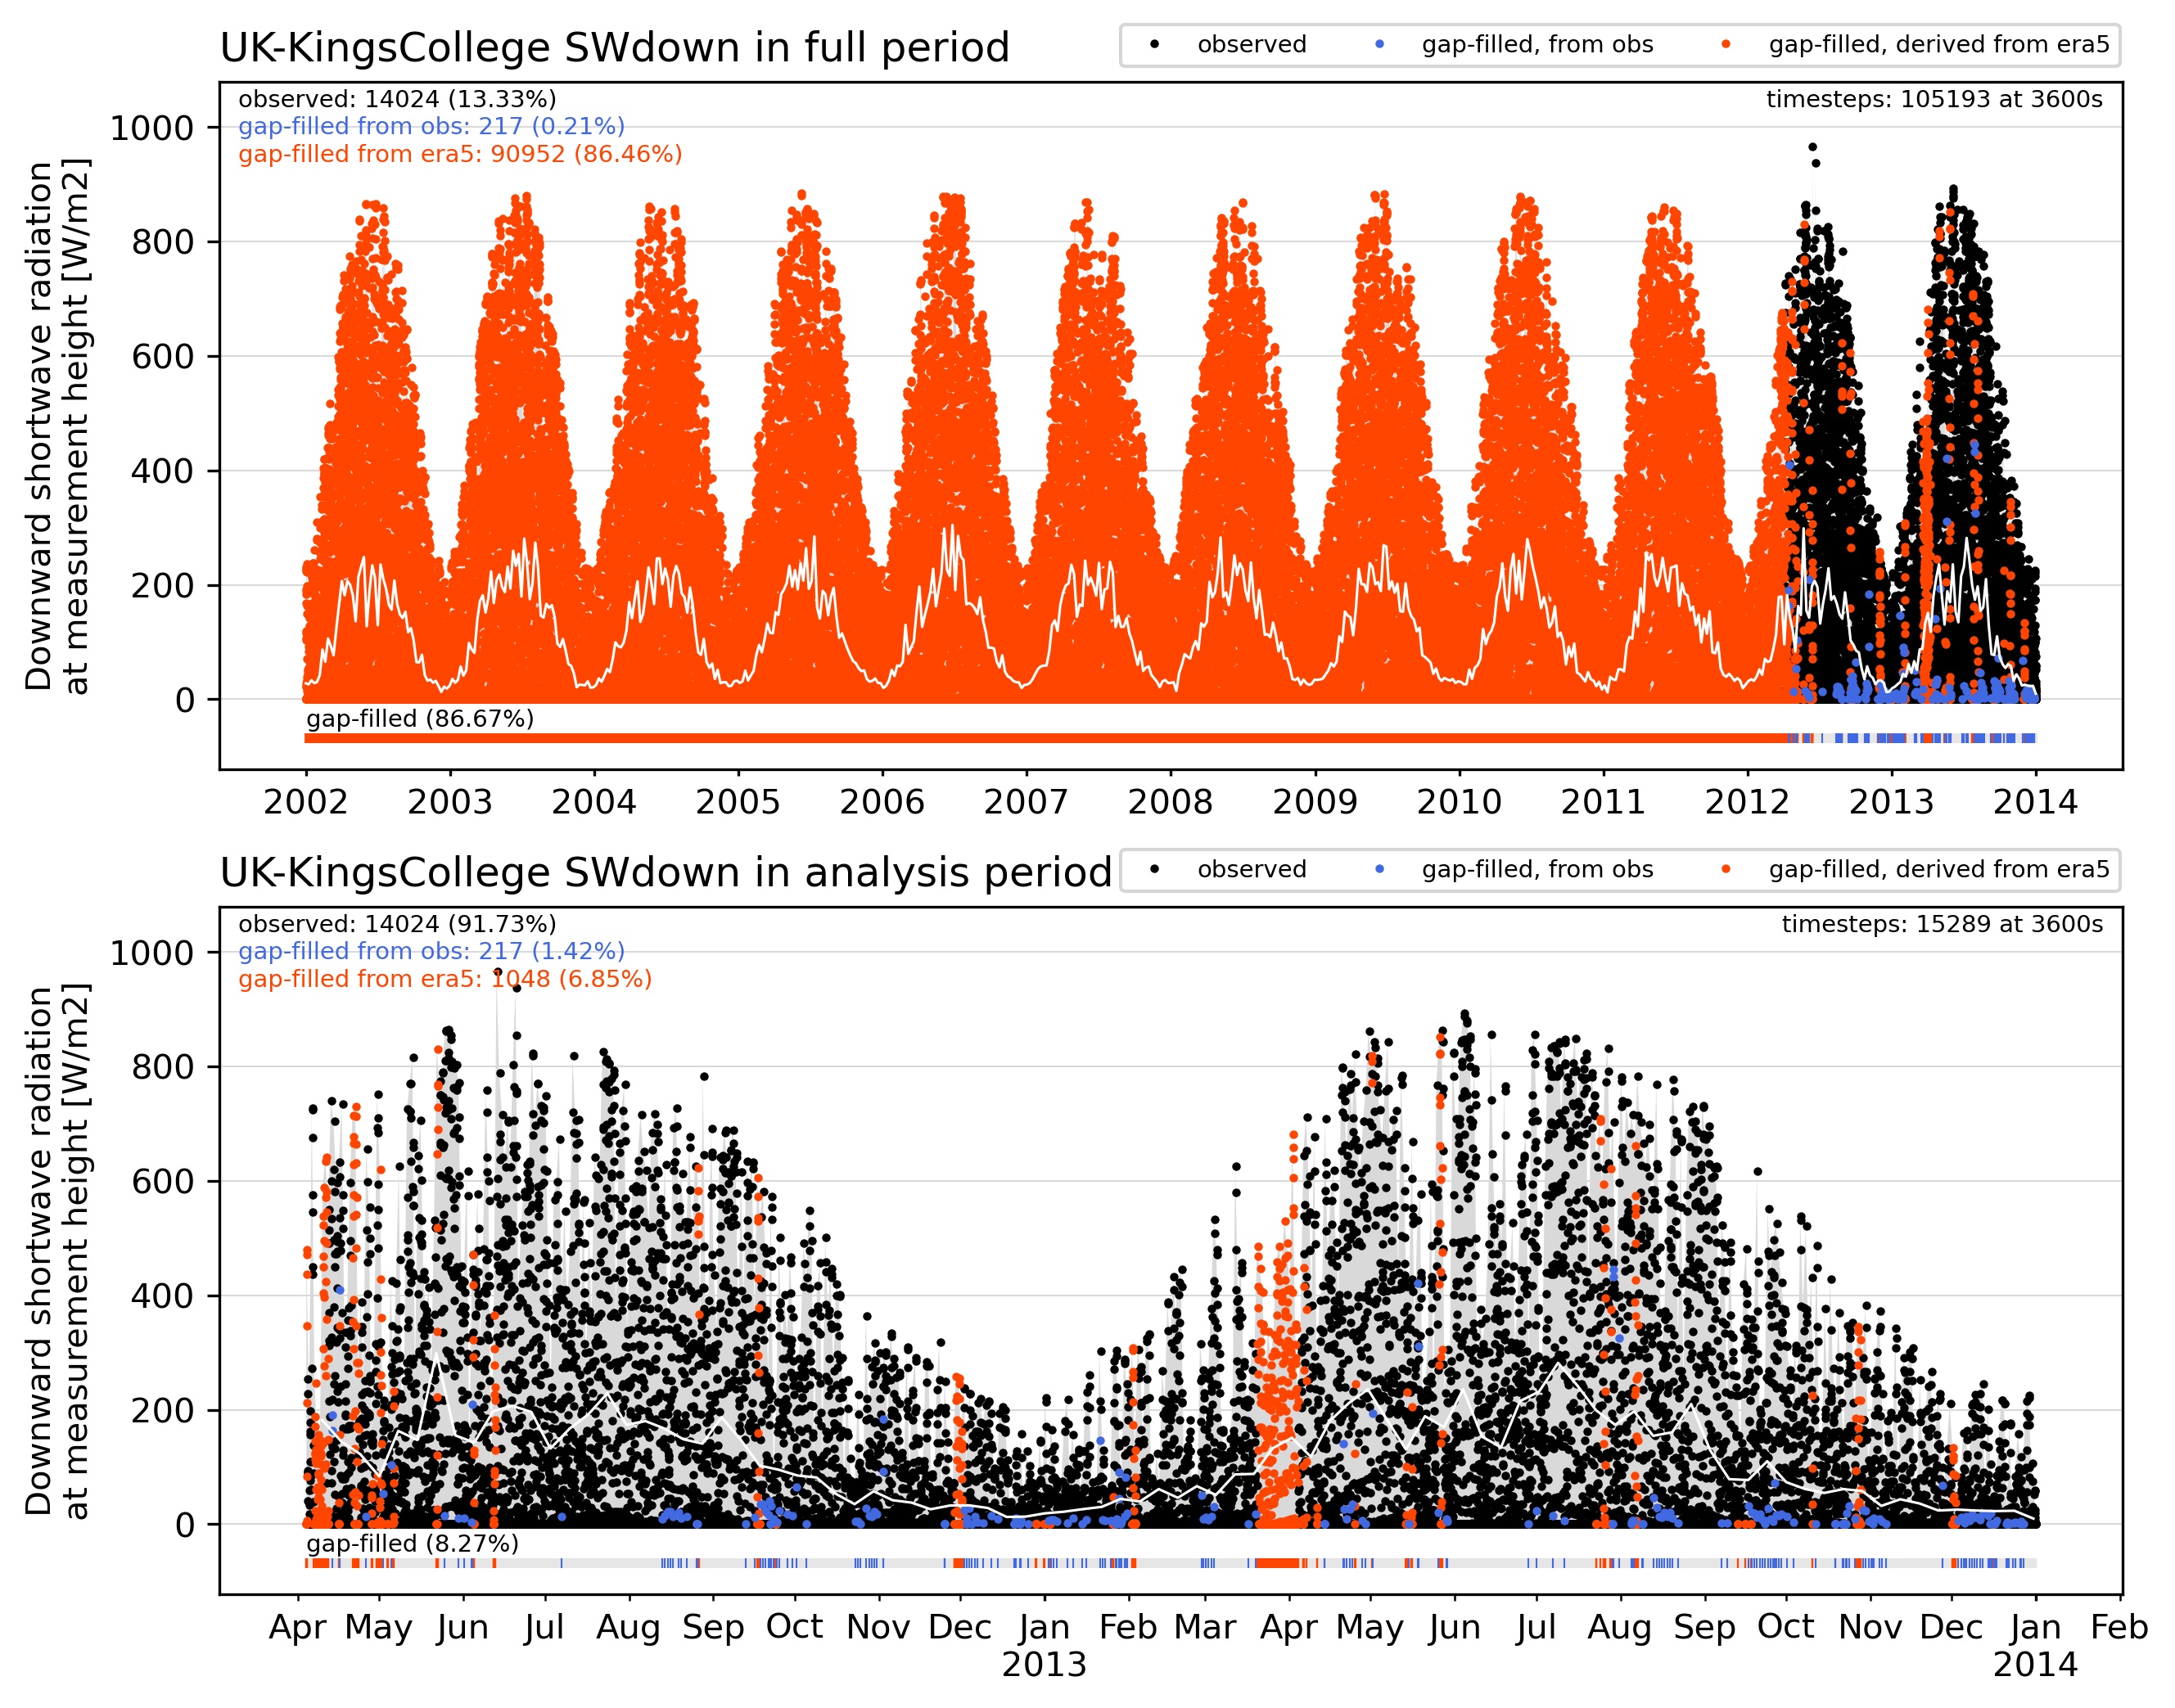 UK-KingsCollege SWdown in full period
observed gap-filled, from obs gap-filled, derived from era5
observed: 14024 (13.33%)
timesteps: 105193 at 3600s
gap-filled from obs: 217 (0.21%)
gap-filled from era5: 90952 (86.46%)
Downward shortwave radiation
at measurement height [W/m2]
1000
800
600
400
200
0
gap-filled (86.67%)
2002 2003 2004 2005 2006 2007 2008 2009 2010 2011 2012 2013 2014
UK-KingsCollege SWdown in analysis period
observed gap-filled, from obs gap-filled, derived from era5
observed: 14024 (91.73%)
timesteps: 15289 at 3600s
gap-filled from obs: 217 (1.42%)
gap-filled from era5: 1048 (6.85%)
Downward shortwave radiation
at measurement height [W/m2]
1000
800
600
400
200
0
gap-filled (8.27%)
Apr May Jun Jul Aug Sep Oct Nov Dec Jan Feb Mar Apr May Jun Jul Aug Sep Oct Nov Dec Jan Feb
2013 2014